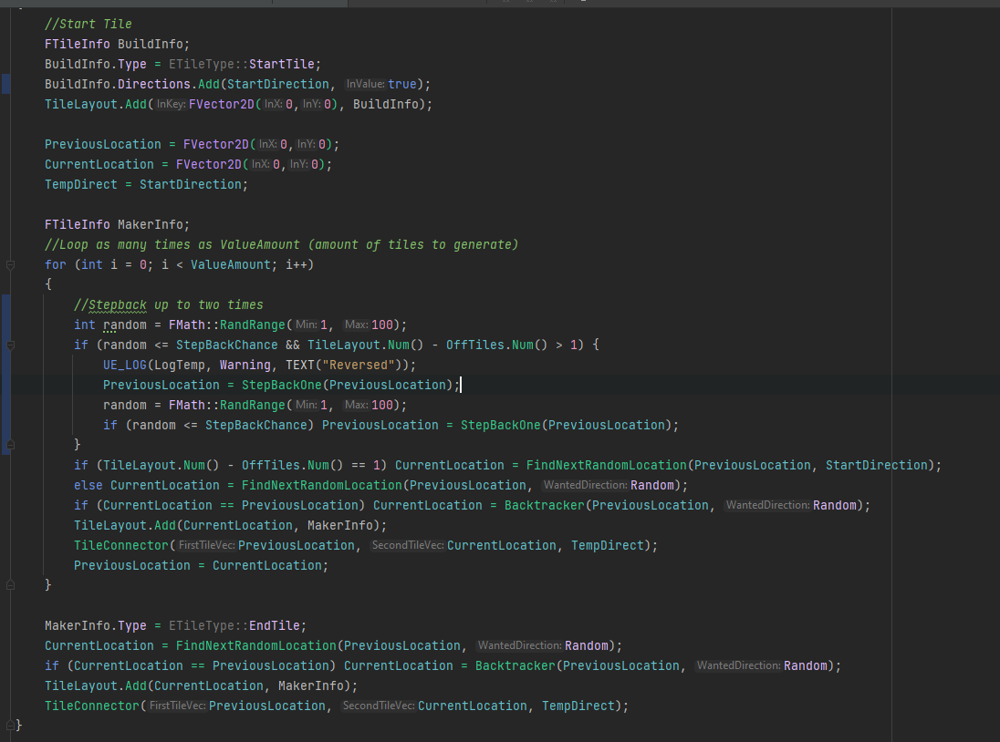 //Start Tile
FTileInfo BuildInfo;
BuildInfo.Type = ETileType::StartTile;
BuildInfo.Directions.Add(StartDirection, InValue: true);
TileLayout.Add(InKey: FVector2D(InX: 0, InY: 0), BuildInfo);
PreviousLocation = FVector2D(InX: 0, InY: 0);
CurrentLocation = FVector2D(InX: 0, InY: 0);
TempDirect = StartDirection;
FTileInfo MakerInfo;
//Loop as many times as ValueAmount (amount of tiles to generate)
for (int i = 0; i < ValueAmount; i++)
{
//Stepback up to two times
int random = FMath::RandRange(Min: 1, Max: 100);
if (random <= StepBackChance && TileLayout.Num() - OffTiles.Num() > 1) {
UE_LOG(LogTemp, Warning, TEXT("Reversed"));
PreviousLocation = StepBackOne(PreviousLocation);
random = FMath::RandRange(Min: 1, Max: 100);
if (random <= StepBackChance) PreviousLocation = StepBackOne(PreviousLocation);
}
if (TileLayout.Num() - OffTiles.Num() == 1) CurrentLocation = FindNextRandomLocation(PreviousLocation, StartDirection);
else CurrentLocation = FindNextRandomLocation(PreviousLocation, WantedDirection: Random);
if (CurrentLocation == PreviousLocation) CurrentLocation = Backtracker(PreviousLocation, WantedDirection: Random);
TileLayout.Add(CurrentLocation, MakerInfo);
TileConnector(FirstTileVec: PreviousLocation, SecondTileVec: CurrentLocation, TempDirect);
PreviousLocation = CurrentLocation;
}
MakerInfo.Type = ETileType::EndTile;
CurrentLocation = FindNextRandomLocation(PreviousLocation, WantedDirection: Random);
if (CurrentLocation == PreviousLocation) CurrentLocation = Backtracker(PreviousLocation, WantedDirection: Random);
TileLayout.Add(CurrentLocation, MakerInfo);
TileConnector(FirstTileVec: PreviousLocation, SecondTileVec: CurrentLocation, TempDirect);
}